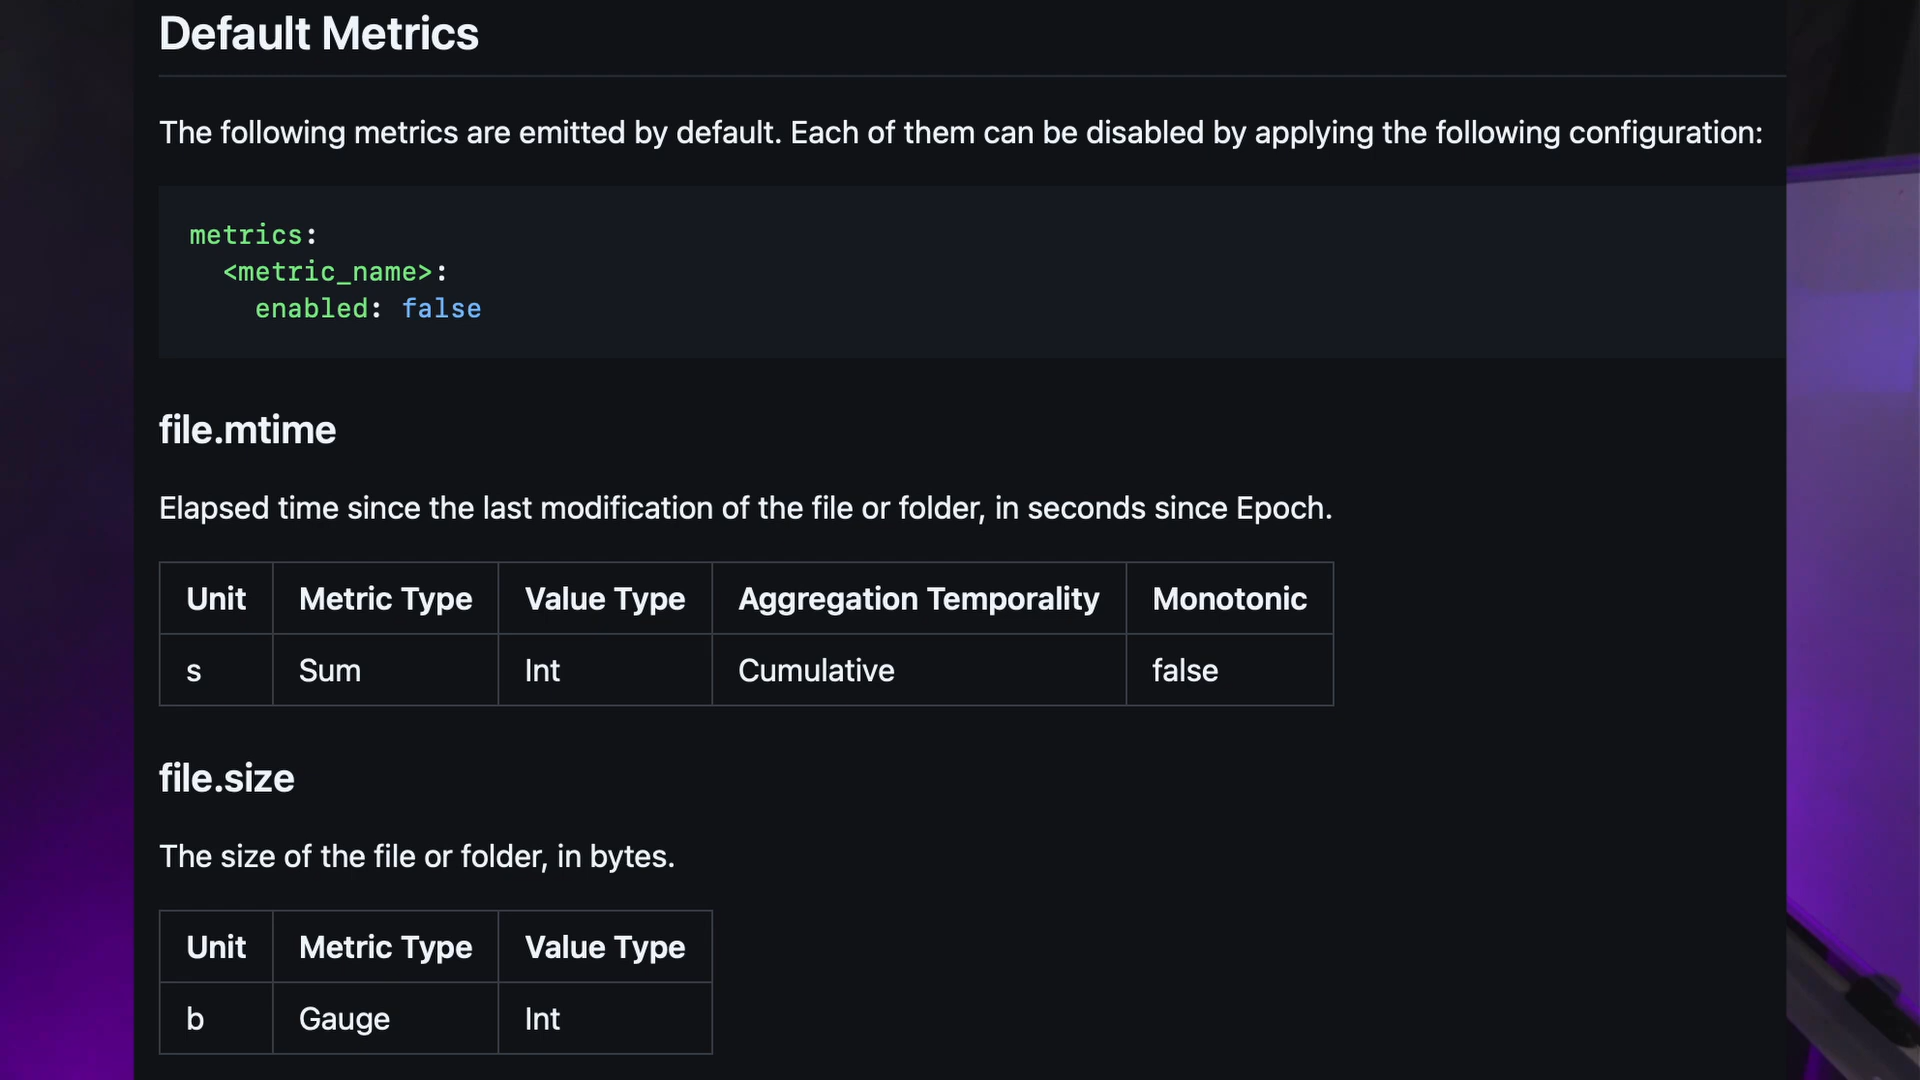 Default Metrics
The following metrics are emitted by default. Each of them can be disabled by applying the following configuration:
metrics:
  <metric_name>:
    enabled: false
file.mtime
Elapsed time since the last modification of the file or folder, in seconds since Epoch.
Unit Metric Type Value Type Aggregation Temporality Monotonic
s Sum Int Cumulative false
file.size
The size of the file or folder, in bytes.
Unit Metric Type Value Type
b Gauge Int